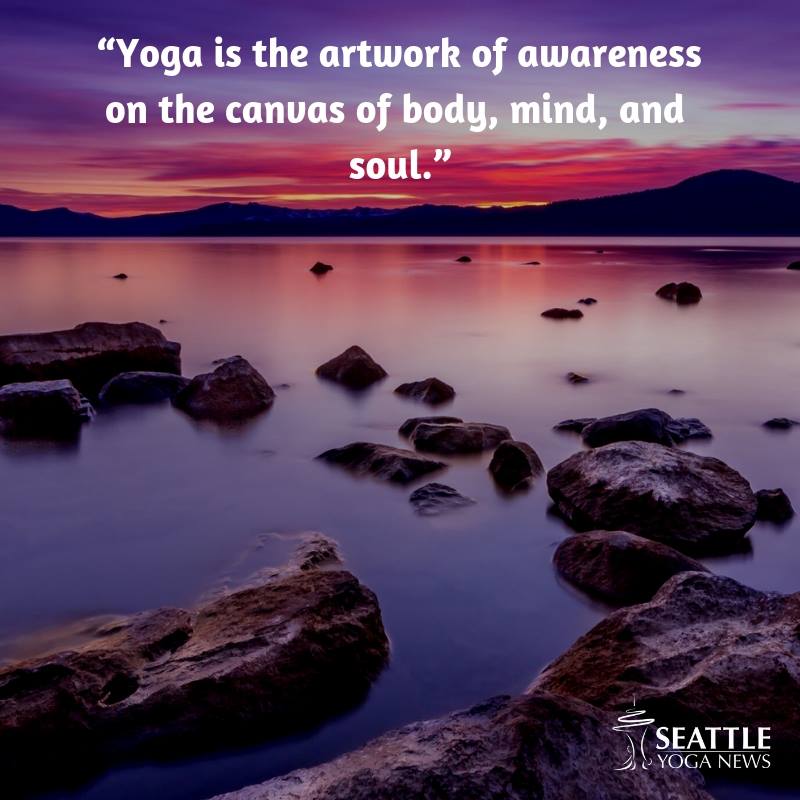 “Yoga is the artwork of awareness
on the canvas of body, mind, and
soul.”
SEATTLE
YOGA NEWS